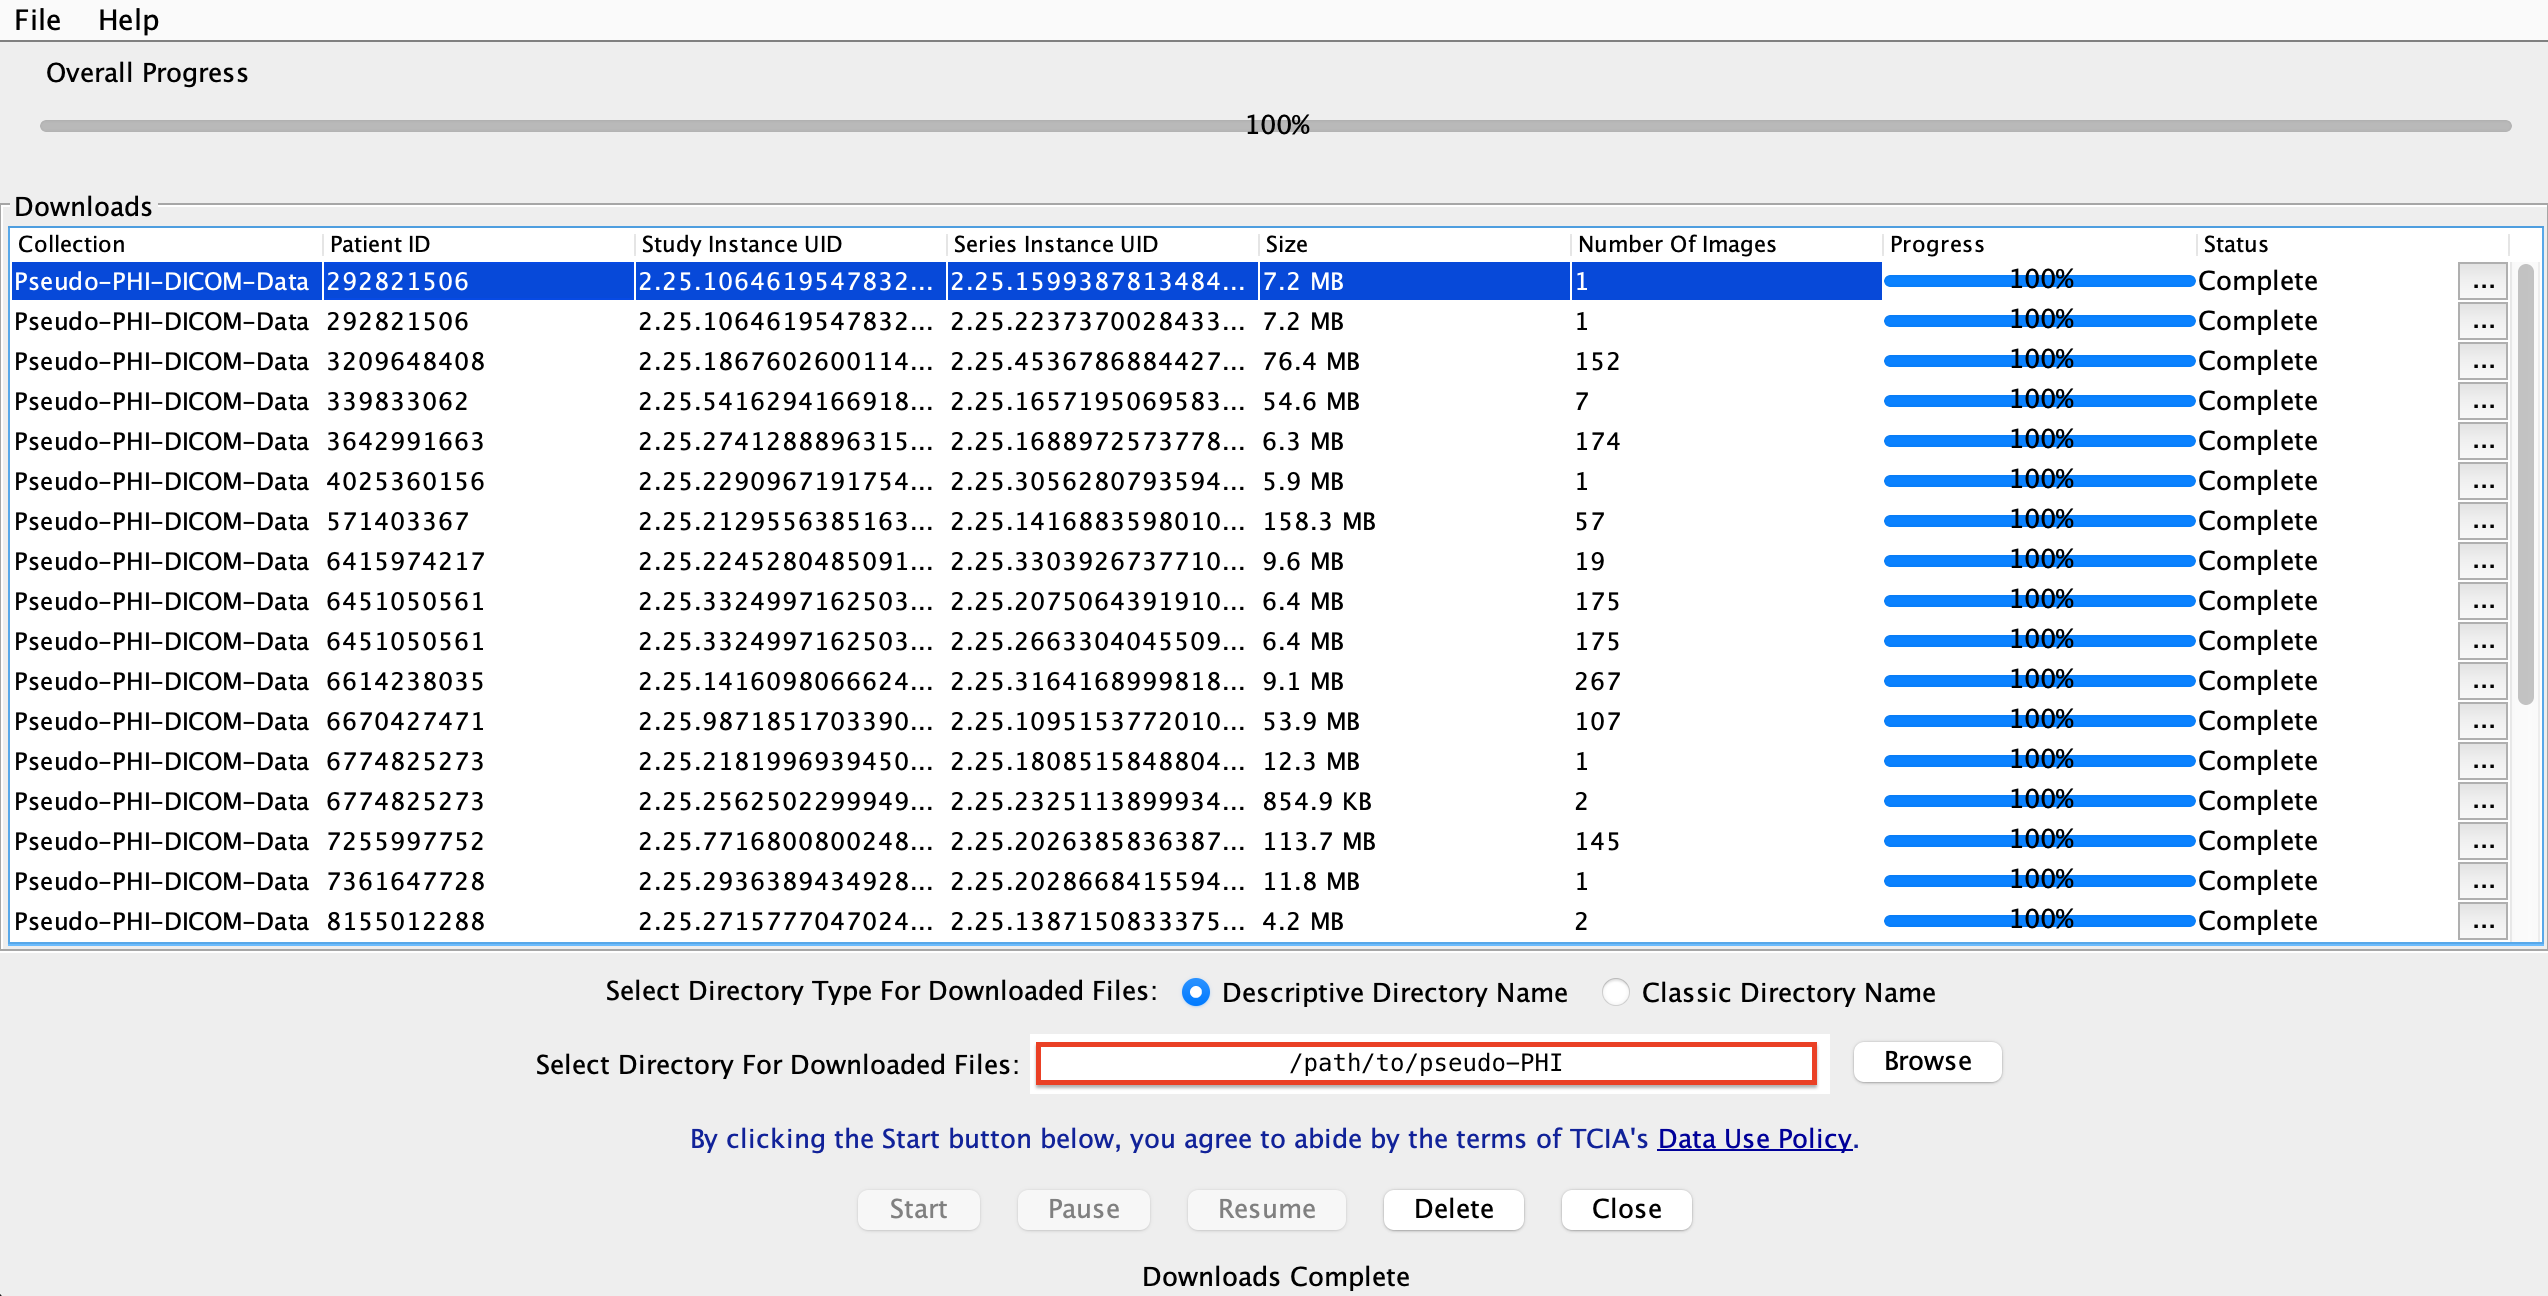 File Help
Overall Progress
100%
Downloads
Collection Patient ID Study Instance UID Series Instance UID Size Number Of Images Progress Status
Pseudo-PHI-DICOM-Data 292821506 2.25.1064619547832... 2.25.1599387813484... 7.2 MB 1 100% Complete ...
Pseudo-PHI-DICOM-Data 292821506 2.25.1064619547832... 2.25.2237370028433... 7.2 MB 1 100% Complete ...
Pseudo-PHI-DICOM-Data 3209648408 2.25.1867602600114... 2.25.4536786884427... 76.4 MB 152 100% Complete ...
Pseudo-PHI-DICOM-Data 339833062 2.25.5416294166918... 2.25.1657195069583... 54.6 MB 7 100% Complete ...
Pseudo-PHI-DICOM-Data 3642991663 2.25.2741288896315... 2.25.1688972573778... 6.3 MB 174 100% Complete ...
Pseudo-PHI-DICOM-Data 4025360156 2.25.2290967191754... 2.25.3056280793594... 5.9 MB 1 100% Complete ...
Pseudo-PHI-DICOM-Data 571403367 2.25.2129556385163... 2.25.1416883598010... 158.3 MB 57 100% Complete ...
Pseudo-PHI-DICOM-Data 6415974217 2.25.2245280485091... 2.25.3303926737710... 9.6 MB 19 100% Complete ...
Pseudo-PHI-DICOM-Data 6451050561 2.25.3324997162503... 2.25.2075064391910... 6.4 MB 175 100% Complete ...
Pseudo-PHI-DICOM-Data 6451050561 2.25.3324997162503... 2.25.2663304045509... 6.4 MB 175 100% Complete ...
Pseudo-PHI-DICOM-Data 6614238035 2.25.1416098066624... 2.25.3164168999818... 9.1 MB 267 100% Complete ...
Pseudo-PHI-DICOM-Data 6670427471 2.25.9871851703390... 2.25.1095153772010... 53.9 MB 107 100% Complete ...
Pseudo-PHI-DICOM-Data 6774825273 2.25.2181996939450... 2.25.1808515848804... 12.3 MB 1 100% Complete ...
Pseudo-PHI-DICOM-Data 6774825273 2.25.2562502299949... 2.25.2325113899934... 854.9 KB 2 100% Complete ...
Pseudo-PHI-DICOM-Data 7255997752 2.25.7716800800248... 2.25.2026385836387... 113.7 MB 145 100% Complete ...
Pseudo-PHI-DICOM-Data 7361647728 2.25.2936389434928... 2.25.2028668415594... 11.8 MB 1 100% Complete ...
Pseudo-PHI-DICOM-Data 8155012288 2.25.2715777047024... 2.25.1387150833375... 4.2 MB 2 100% Complete ...
Select Directory Type For Downloaded Files: Descriptive Directory Name Classic Directory Name
Select Directory For Downloaded Files: /path/to/pseudo-PHI Browse
By clicking the Start button below, you agree to abide by the terms of TCIA's Data Use Policy.
Start Pause Resume Delete Close
Downloads Complete